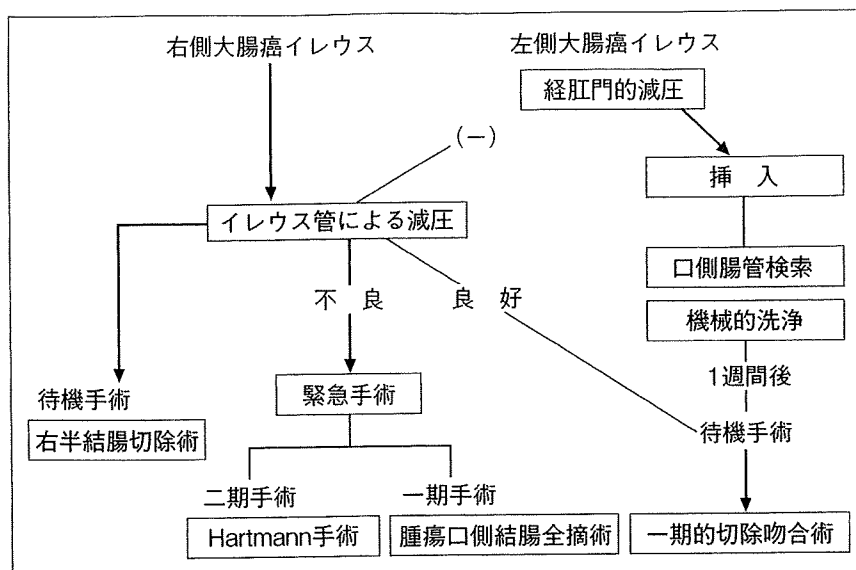 右側大腸癌イレウス
左側大腸癌イレウス
経肛門的減圧
(－)
挿　入
イレウス管による減圧
口側腸管検索
不　良
良　好
機械的洗浄
1週間後
待機手術
緊急手術
右半結腸切除術
待機手術
二期手術
一期手術
Hartmann手術
腫瘍口側結腸全摘術
一期的切除吻合術